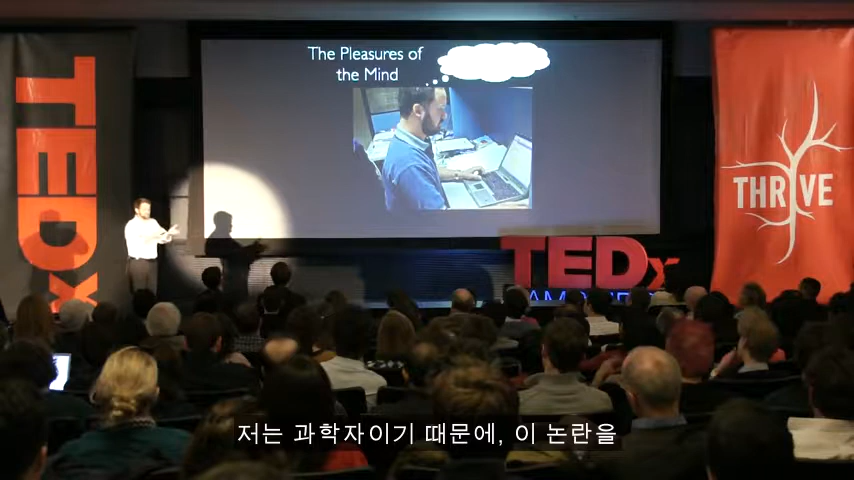 The Pleasures of
the Mind
TEDx
THRIVE
TEDx
저는 과학자이기 때문에, 이 논란을